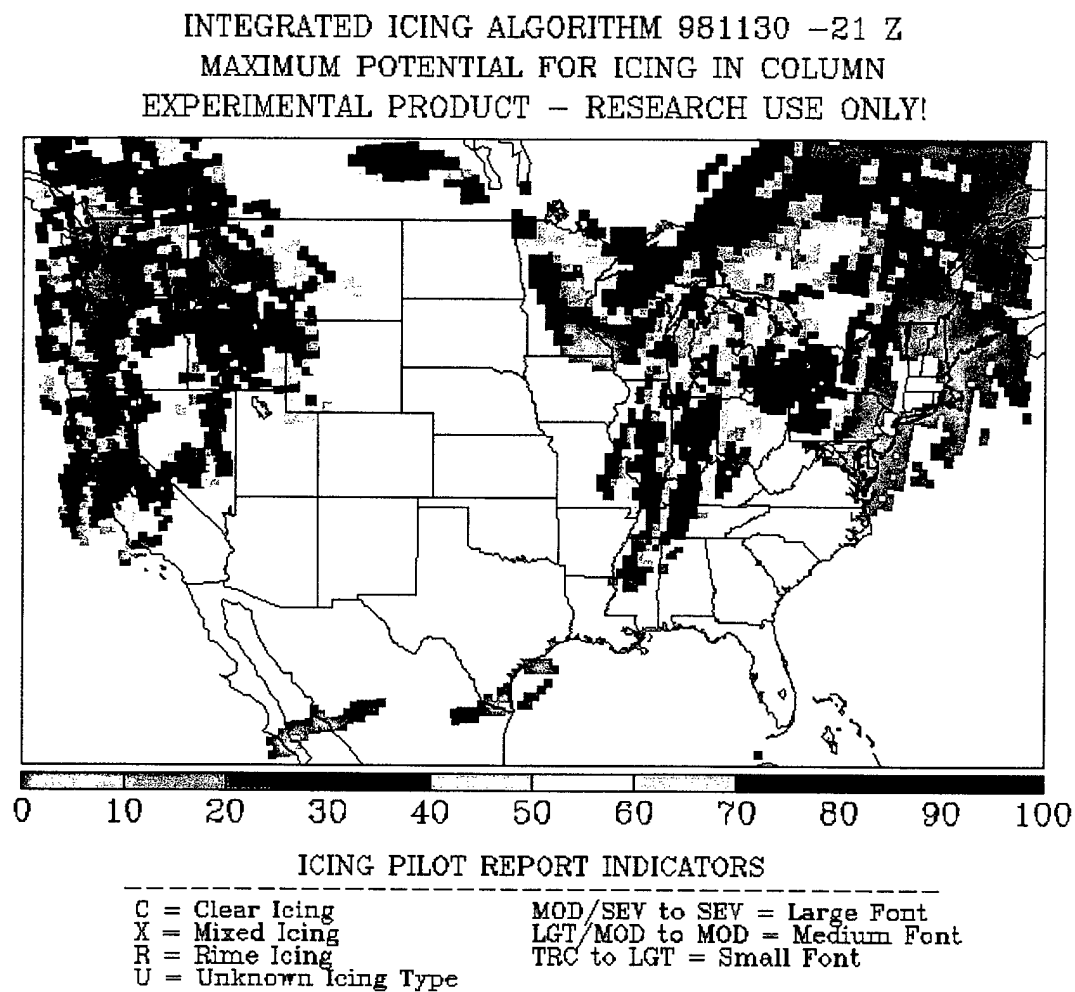 INTEGRATED ICING ALGORITHM 981130 -21 Z
MAXIMUM POTENTIAL FOR ICING IN COLUMN
EXPERIMENTAL PRODUCT - RESEARCH USE ONLY!
0 10 20 30 40 50 60 70 80 90 100
ICING PILOT REPORT INDICATORS
C = Clear Icing MOD/SEV to SEV = Large Font
X = Mixed Icing LGT/MOD to MOD = Medium Font
R = Rime Icing TRC to LGT = Small Font
U = Unknown Icing Type